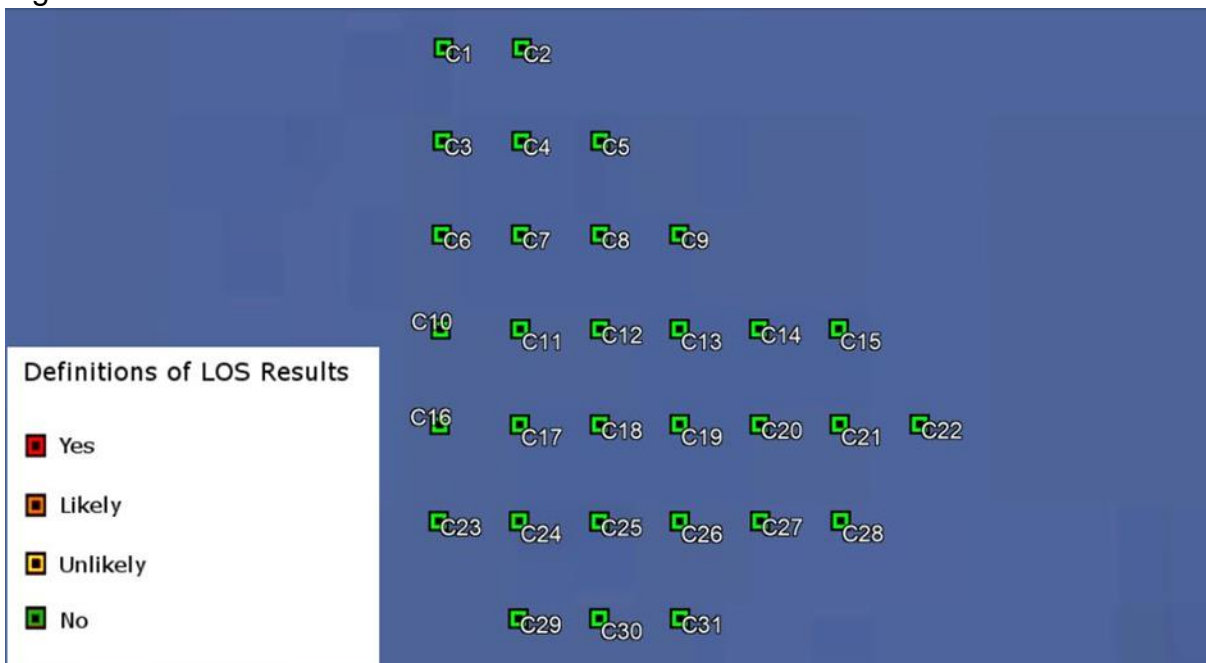 C1 C2
C3 C4 C5
C6 C7 C8 C9
C10 C11 C12 C13 C14 C15
C16 C17 C18 C19 C20 C21 C22
C23 C24 C25 C26 C27 C28
C29 C30 C31
Definitions of LOS Results
Yes
Likely
Unlikely
No